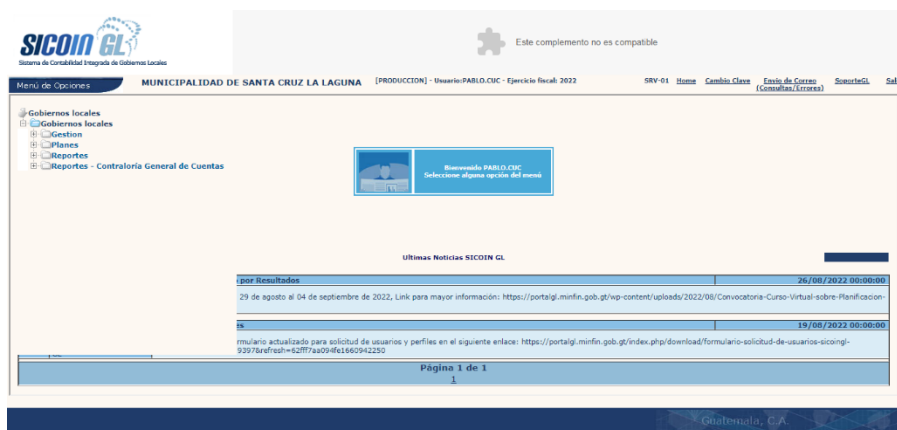 SICOIN GL
Sistema de Contabilidad Integrada de Gobiernos Locales
Este complemento no es compatible
Menú de Opciones
MUNICIPALIDAD DE SANTA CRUZ LA LAGUNA
[PRODUCCION] - Usuario:PABLO.CUC - Ejercicio fiscal: 2022
SRV-01 Home Cambio Clave Envio de Correo SoporteGL Sal
(Consultas/Errores)
Gobiernos locales
Gobiernos locales
Gestion
Planes
Reportes
Reportes - Contraloría General de Cuentas
Bienvenido PABLO.CUC
Seleccione alguna opción del menú
Ultimas Noticias SICOIN GL
por Resultados 26/08/2022 00:00:00
29 de agosto al 04 de septiembre de 2022, Link para mayor información: https://portalgl.minfin.gob.gt/wp-content/uploads/2022/08/Convocatoria-Curso-Virtual-sobre-Planificacion-
es 19/08/2022 00:00:00
rmulario actualizado para solicitud de usuarios y perfiles en el siguiente enlace: https://portalgl.minfin.gob.gt/index.php/download/formulario-solicitud-de-usuarios-sicoingl-
9397&refresh=62fff7aa094fe1660942250
Página 1 de 1
1
Guatemala, C.A.